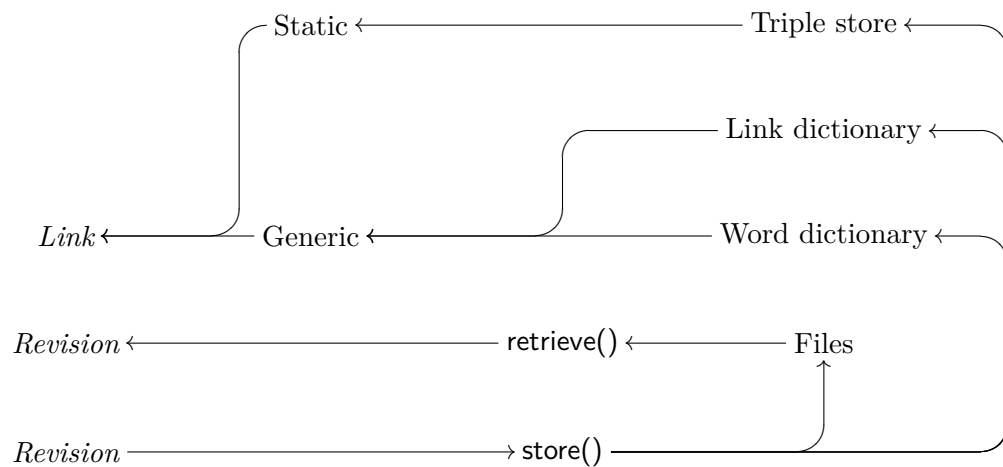 Static Triple store
Link dictionary
Link Generic Word dictionary
Revision retrieve() Files
Revision store()